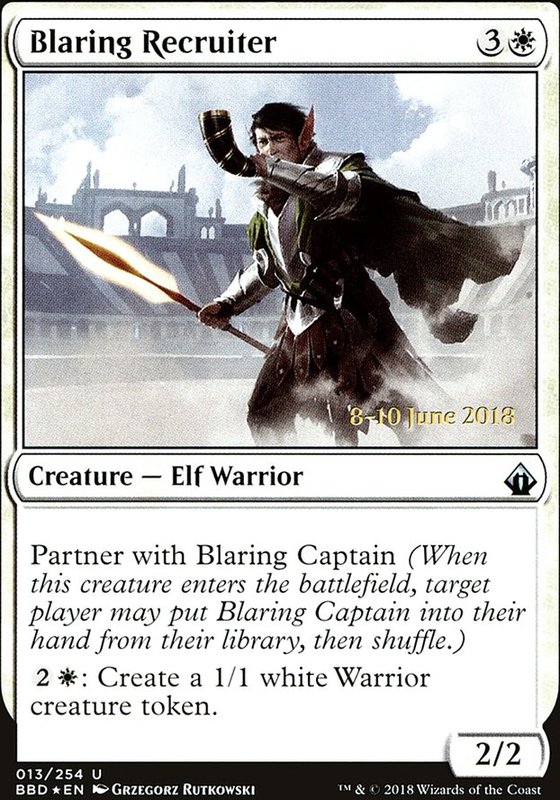 Blaring Recruiter 3
8-10 June 2018
Creature — Elf Warrior
Partner with Blaring Captain (When
this creature enters the battlefield, target
player may put Blaring Captain into their
hand from their library, then shuffle.)
2 : Create a 1/1 white Warrior
creature token.
2/2
013/254 U
BBD ★ EN Grzegorz Rutkowski
™ & © 2018 Wizards of the Coast